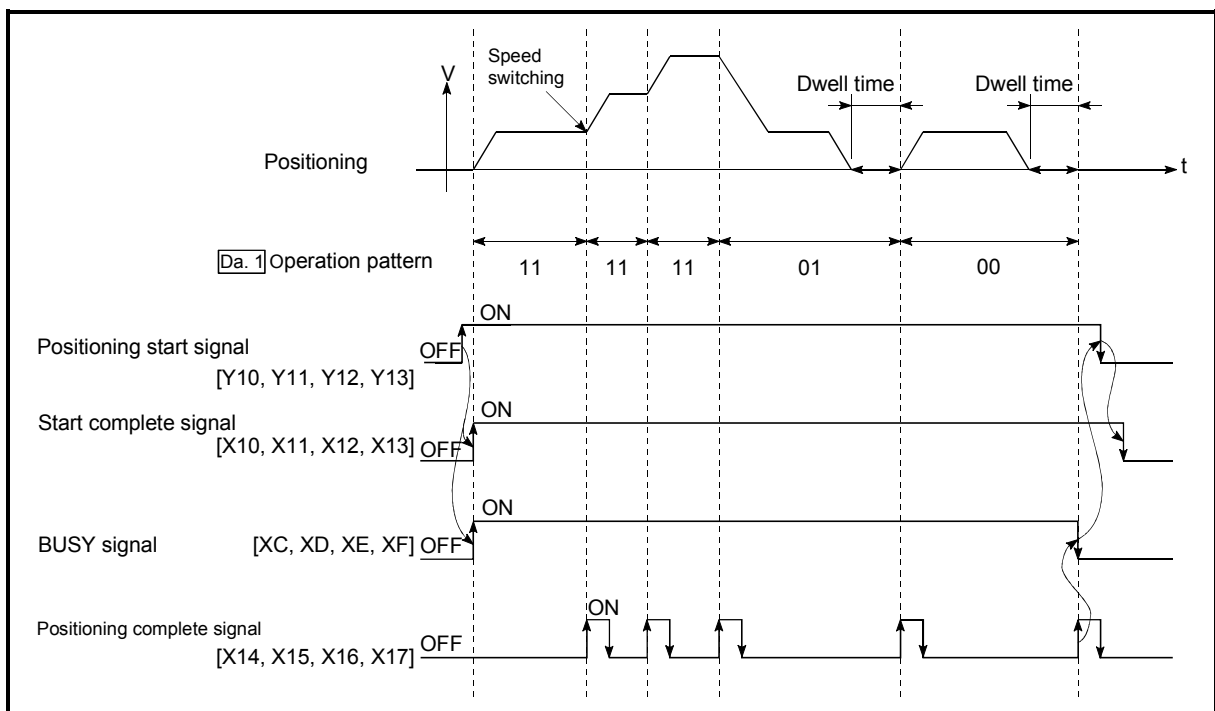 Speed
switching
V
Dwell time
Dwell time
Positioning
t
Da. 1 Operation pattern
11
11
11
01
00
ON
Positioning start signal
OFF
[Y10, Y11, Y12, Y13]
ON
Start complete signal
[X10, X11, X12, X13]
OFF
ON
BUSY signal
[XC, XD, XE, XF]
OFF
ON
Positioning complete signal
OFF
[X14, X15, X16, X17]